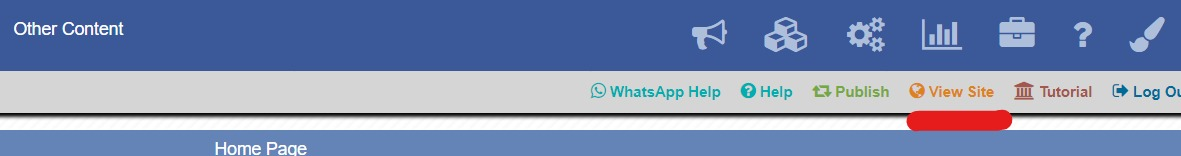 Other Content
WhatsApp Help Help Publish View Site Tutorial Log Ou
Home Page